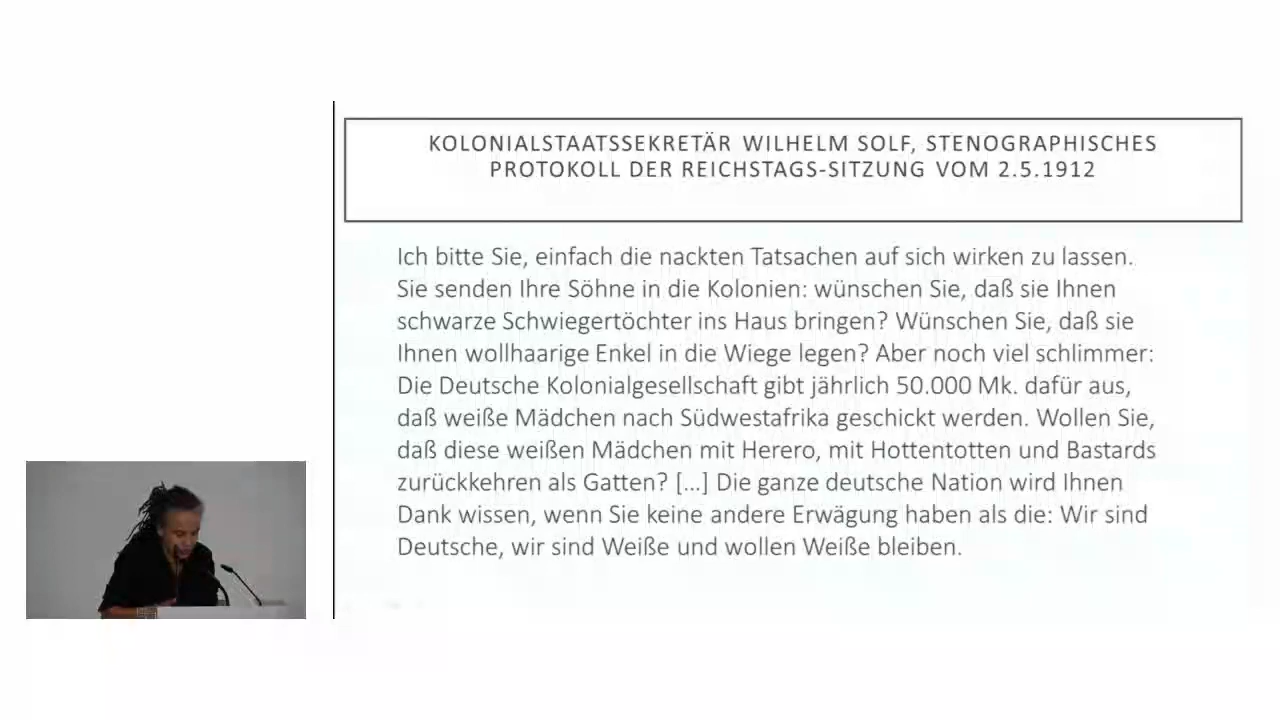 KOLONIALSTAATSSEKRETÄR WILHELM SOLF, STENOGRAPHISCHES
PROTOKOLL DER REICHSTAGS-SITZUNG VOM 2.5.1912
Ich bitte Sie, einfach die nackten Tatsachen auf sich wirken zu lassen.
Sie senden Ihre Söhne in die Kolonien: wünschen Sie, daß sie Ihnen
schwarze Schwiegertöchter ins Haus bringen? Wünschen Sie, daß sie
Ihnen wollhaarige Enkel in die Wiege legen? Aber noch viel schlimmer:
Die Deutsche Kolonialgesellschaft gibt jährlich 50.000 Mk. dafür aus,
daß weiße Mädchen nach Südwestafrika geschickt werden. Wollen Sie,
daß diese weißen Mädchen mit Herero, mit Hottentotten und Bastards
zurückkehren als Gatten? [...] Die ganze deutsche Nation wird Ihnen
Dank wissen, wenn Sie keine andere Erwägung haben als die: Wir sind
Deutsche, wir sind Weiße und wollen Weiße bleiben.